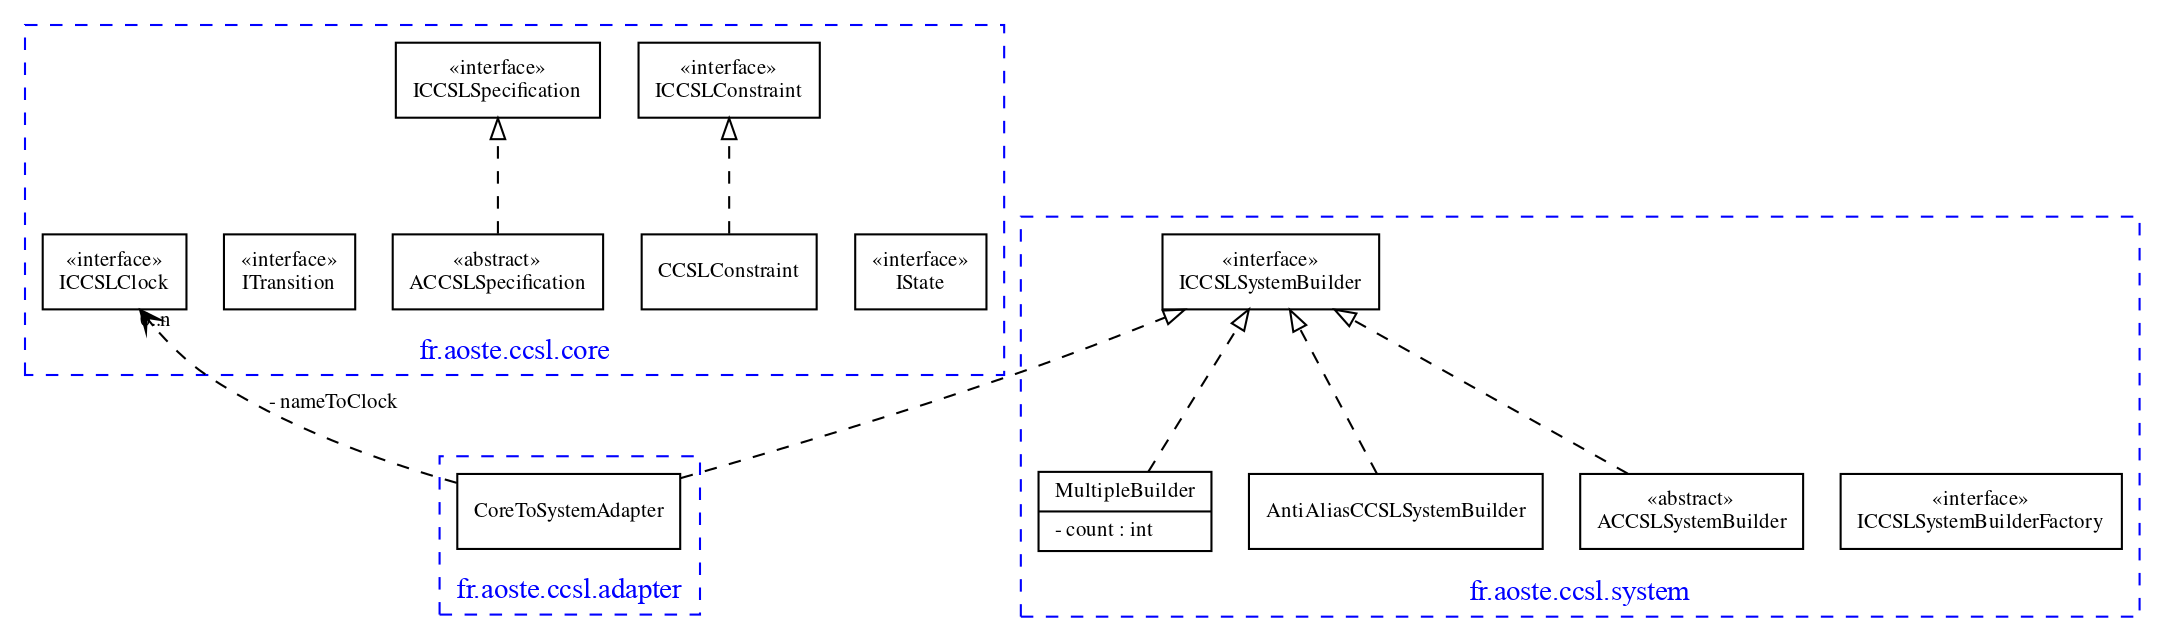 «interface»
ICCSLSpecification
«interface»
ICCSLConstraint
«interface»
ICCSLClock
«interface»
ITransition
«abstract»
ACCSLSpecification
CCSLConstraint
«interface»
IState
«interface»
ICCSLSystemBuilder
fr.aoste.ccsl.core
- nameToClock
CoreToSystemAdapter
fr.aoste.ccsl.adapter
MultipleBuilder
- count : int
AntiAliasCCSLSystemBuilder
«abstract»
ACCSLSystemBuilder
«interface»
ICCSLSystemBuilderFactory
fr.aoste.ccsl.system